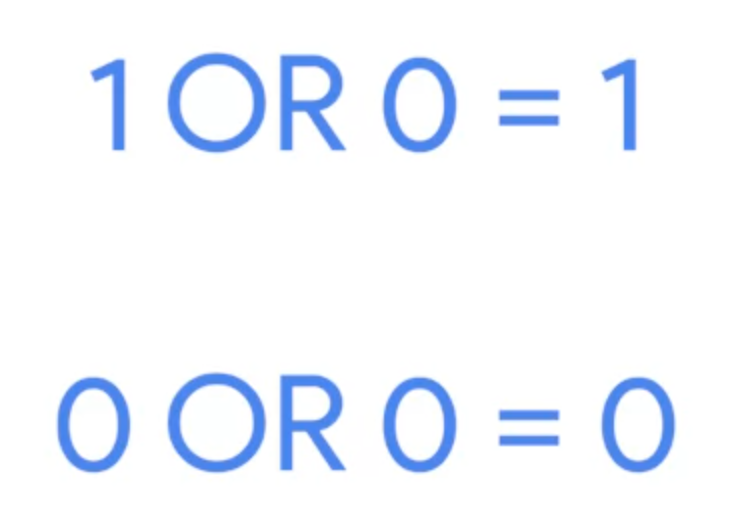 1 OR 0 = 1
0 OR 0 = 0